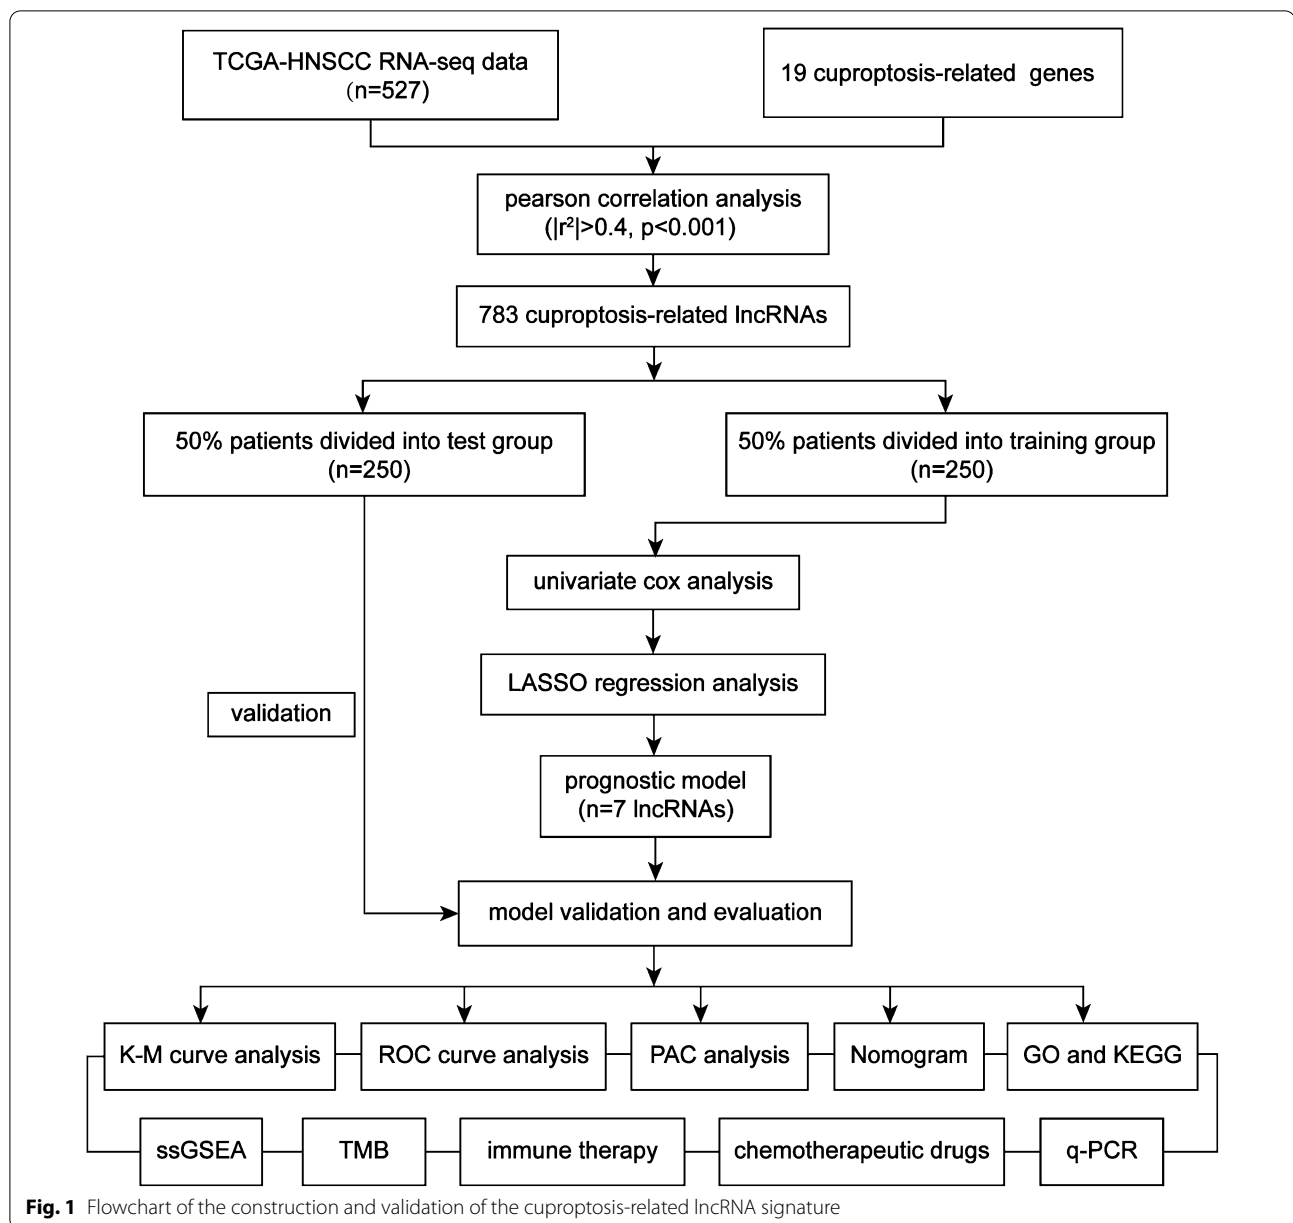 TCGA-HNSCC RNA-seq data
(n=527)
19 cuproptosis-related genes
pearson correlation analysis
(|r²|>0.4, p<0.001)
783 cuproptosis-related lncRNAs
50% patients divided into test group
(n=250)
50% patients divided into training group
(n=250)
univariate cox analysis
LASSO regression analysis
validation
prognostic model
(n=7 lncRNAs)
model validation and evaluation
K-M curve analysis
ROC curve analysis
PAC analysis
Nomogram
GO and KEGG
ssGSEA
TMB
immune therapy
chemotherapeutic drugs
q-PCR
Fig. 1 Flowchart of the construction and validation of the cuproptosis-related lncRNA signature